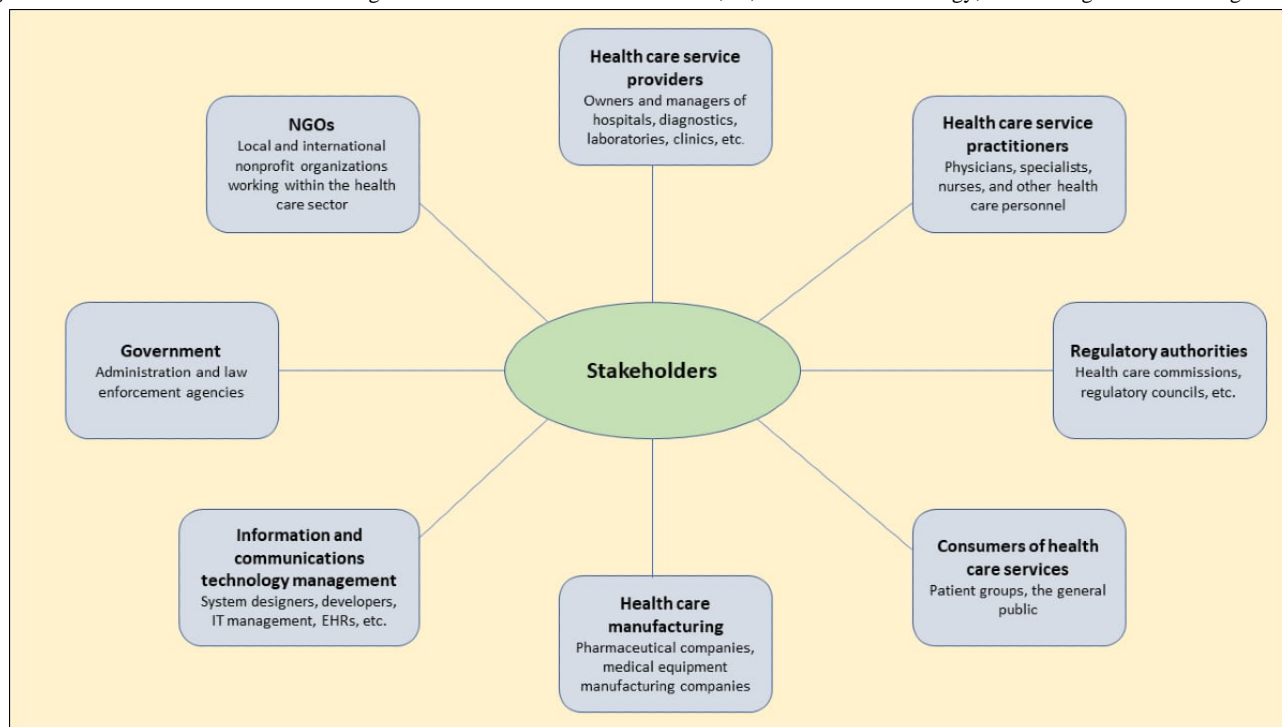 Health care service
providers
Owners and managers of
hospitals, diagnostics,
laboratories, clinics, etc.
NGOs
Local and international
nonprofit organizations
working within the health
care sector
Health care service
practitioners
Physicians, specialists,
nurses, and other health
care personnel
Government
Administration and law
enforcement agencies
Stakeholders
Regulatory authorities
Health care commissions,
regulatory councils, etc.
Information and
communications
technology management
System designers, developers,
IT management, EHRs, etc.
Health care
manufacturing
Pharmaceutical companies,
medical equipment
manufacturing companies
Consumers of health
care services
Patient groups, the general
public